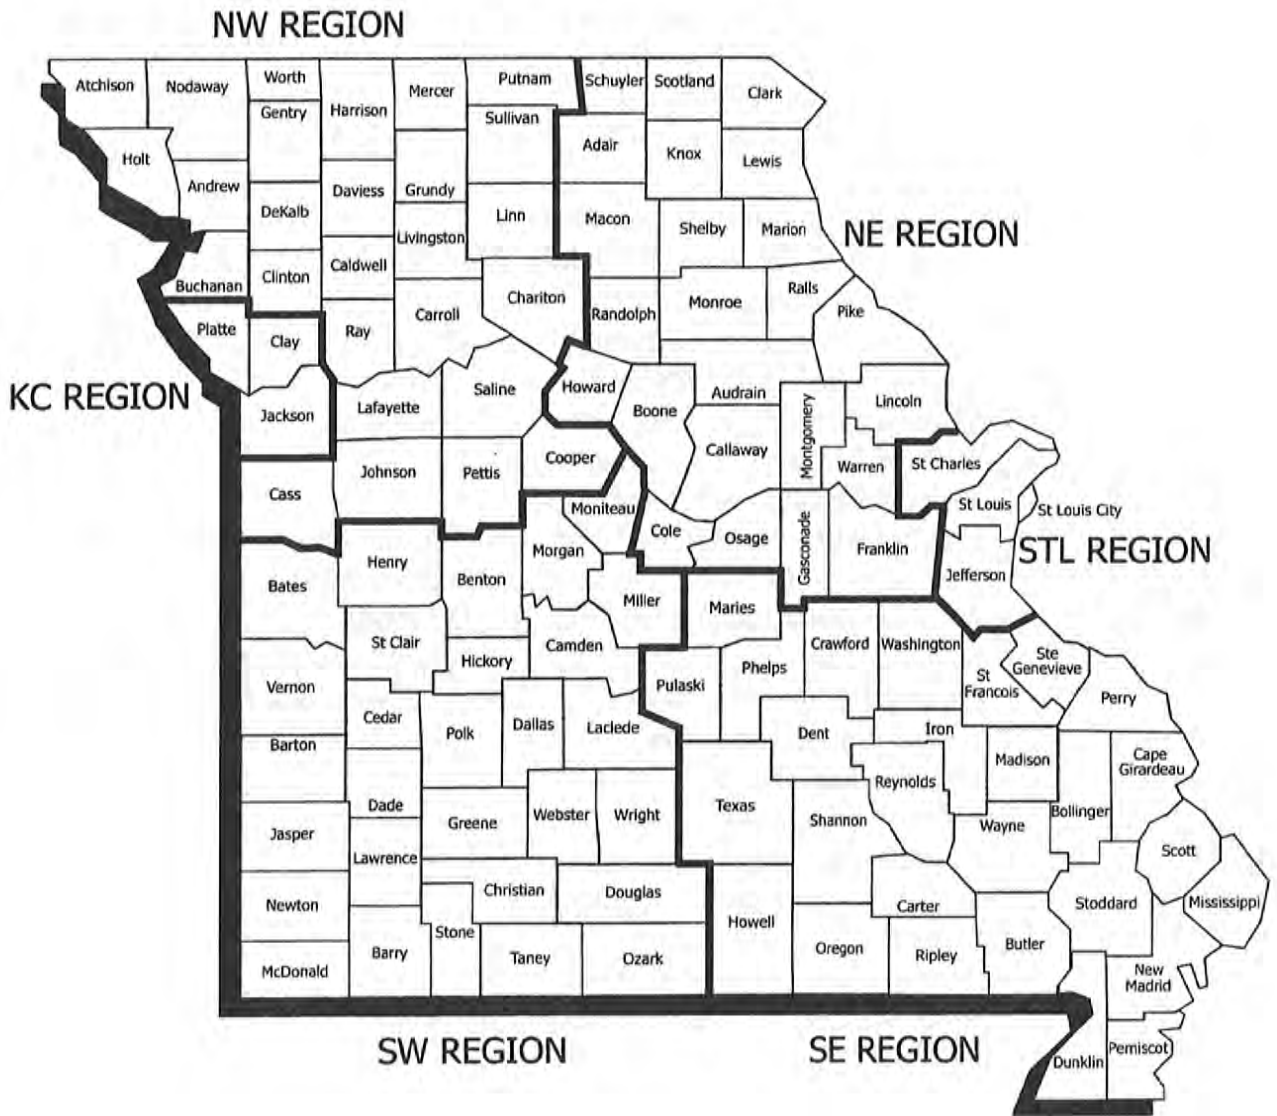 NW REGION
Atchison
Nodaway
Worth
Gentry
Harrison
Mercer
Putnam
Sullivan
Schuyler
Scotland
Clark
Adair
Knox
Lewis
Holt
Andrew
DeKalb
Daviess
Grundy
Linn
Macon
Shelby
Marion
NE REGION
Livingston
Buchanan
Clinton
Caldwell
Chariton
Carroll
Randolph
Monroe
Ralls
Pike
Platte
Clay
Ray
KC REGION
Jackson
Lafayette
Saline
Howard
Boone
Audrain
Montgomery
Lincoln
Callaway
Warren
St Charles
Cass
Johnson
Pettis
Cooper
Moniteau
Cole
Osage
Gasconade
Franklin
St Louis
St Louis City
STL REGION
Jefferson
Bates
Henry
Benton
Morgan
Miller
Maries
Crawford
Washington
Ste
Genevieve
St
Francois
Perry
St Clair
Hickory
Camden
Pulaski
Phelps
Vernon
Cedar
Polk
Dallas
Laclede
Dent
Iron
Madison
Cape
Girardeau
Barton
Dade
Reynolds
Bollinger
Texas
Shannon
Wayne
Jasper
Greene
Webster
Wright
Scott
Lawrence
Newton
Christian
Douglas
Howell
Carter
Stoddard
Mississippi
McDonald
Barry
Stone
Taney
Ozark
Oregon
Ripley
Butler
New
Madrid
SW REGION
SE REGION
Dunklin
Pemiscot